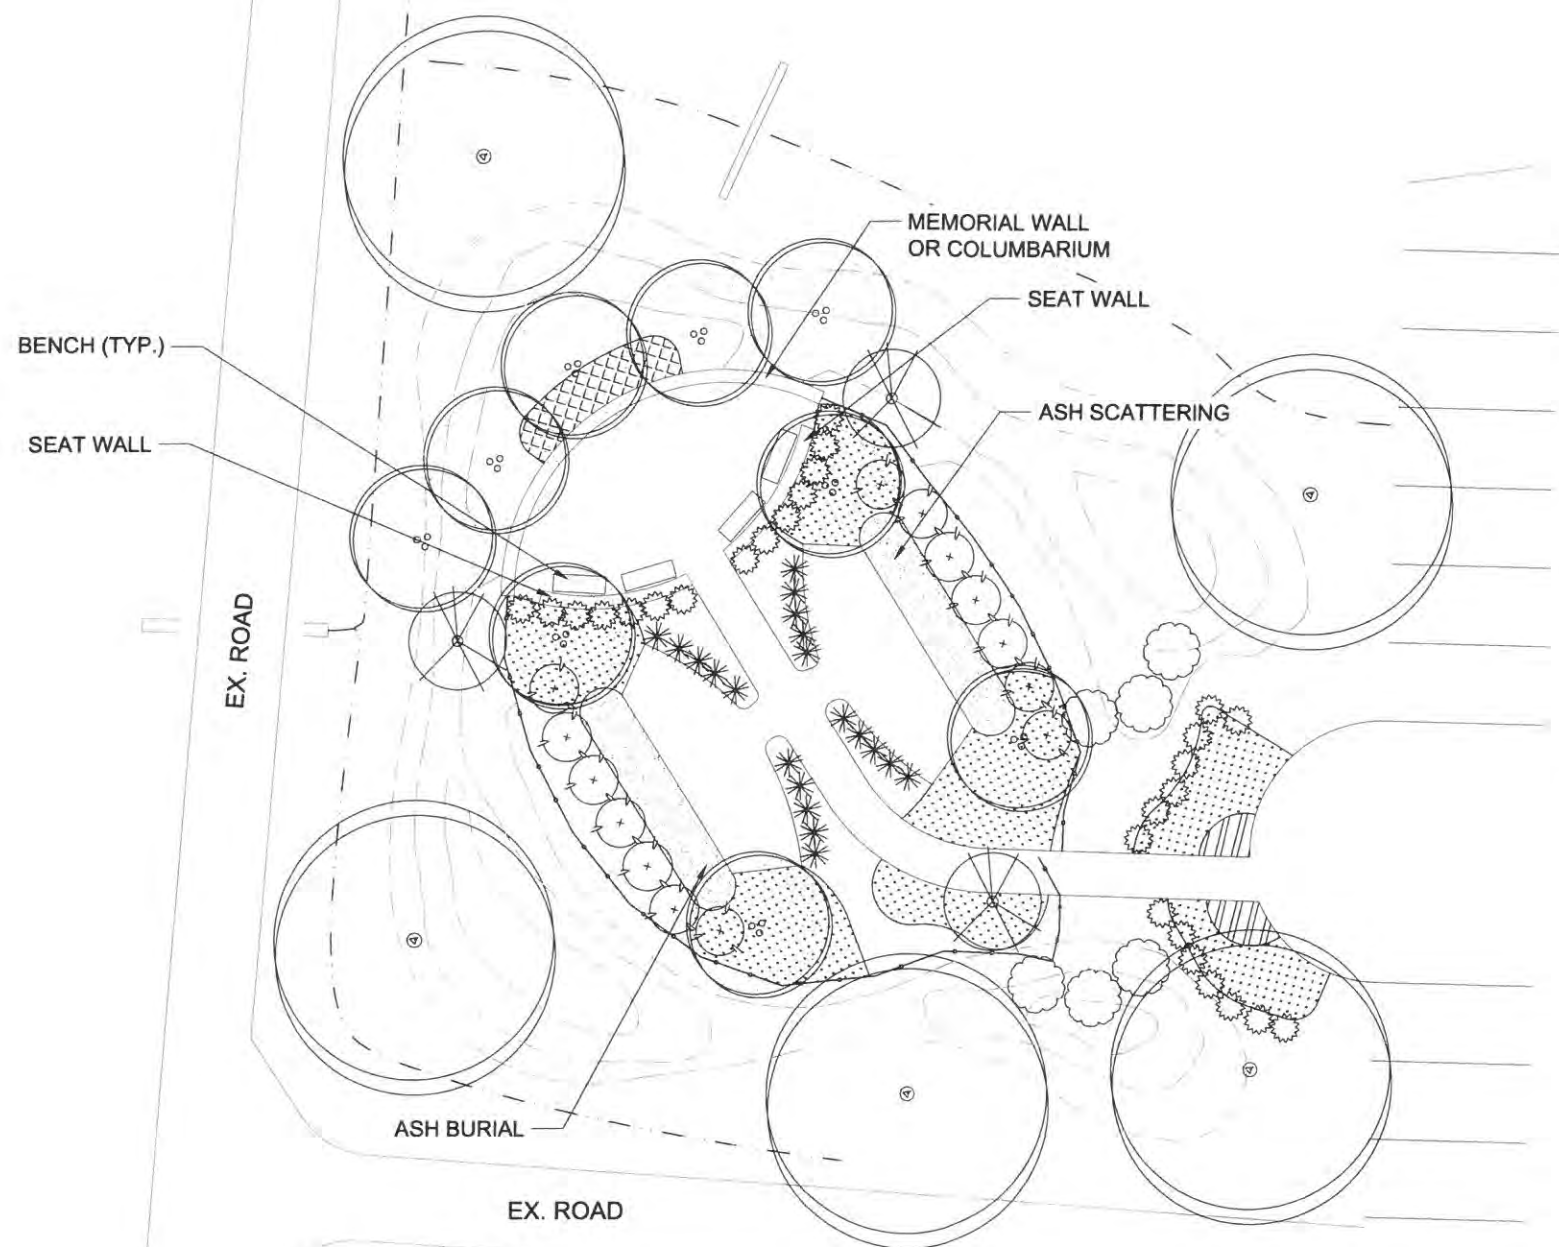 MEMORIAL WALL
OR COLUMBARIUM
SEAT WALL
BENCH (TYP.)
ASH SCATTERING
SEAT WALL
EX. ROAD
ASH BURIAL
EX. ROAD